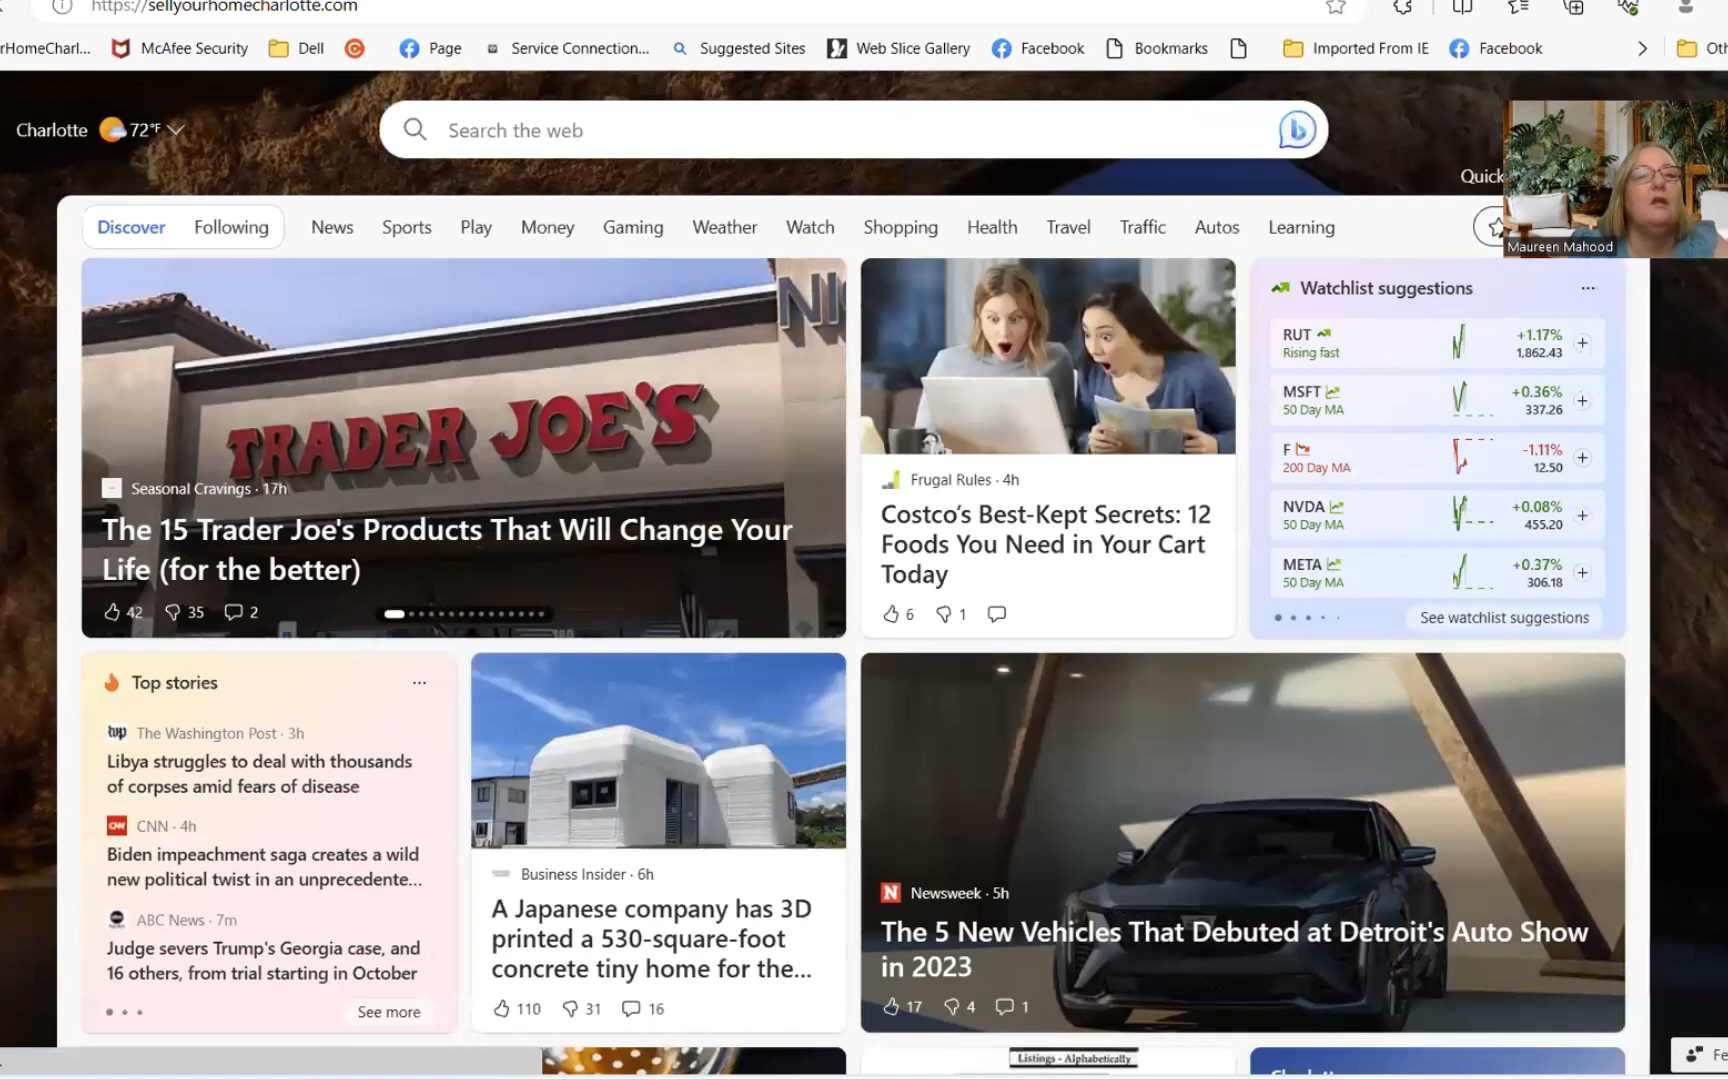 https://sellyourhomecharlotte.com
rHomeCharl...
McAfee Security
Dell
Page
Service Connection...
Suggested Sites
Web Slice Gallery
Facebook
Bookmarks
Imported From IE
Facebook
Oth
Charlotte
72°F
Search the web
Quick
Maureen Mahood
Discover
Following
News
Sports
Play
Money
Gaming
Weather
Watch
Shopping
Health
Travel
Traffic
Autos
Learning
TRADER JOE'S
Seasonal Cravings · 17h
The 15 Trader Joe's Products That Will Change Your
Life (for the better)
42
35
2
Frugal Rules · 4h
Costco's Best-Kept Secrets: 12
Foods You Need in Your Cart
Today
6
1
Watchlist suggestions
RUT
+1.17%
Rising fast
1,862.43
MSFT
+0.36%
50 Day MA
337.26
F
-1.11%
200 Day MA
12.50
NVDA
+0.08%
50 Day MA
455.20
META
+0.37%
50 Day MA
306.18
See watchlist suggestions
Top stories
wp
The Washington Post · 3h
Libya struggles to deal with thousands
of corpses amid fears of disease
CNN
CNN · 4h
Biden impeachment saga creates a wild
new political twist in an unprecedente...
ABC News · 7m
Judge severs Trump's Georgia case, and
16 others, from trial starting in October
See more
Business Insider · 6h
A Japanese company has 3D
printed a 530-square-foot
concrete tiny home for the...
110
31
16
N
Newsweek · 5h
The 5 New Vehicles That Debuted at Detroit's Auto Show
in 2023
17
4
1
Listings - Alphabetically
Fe